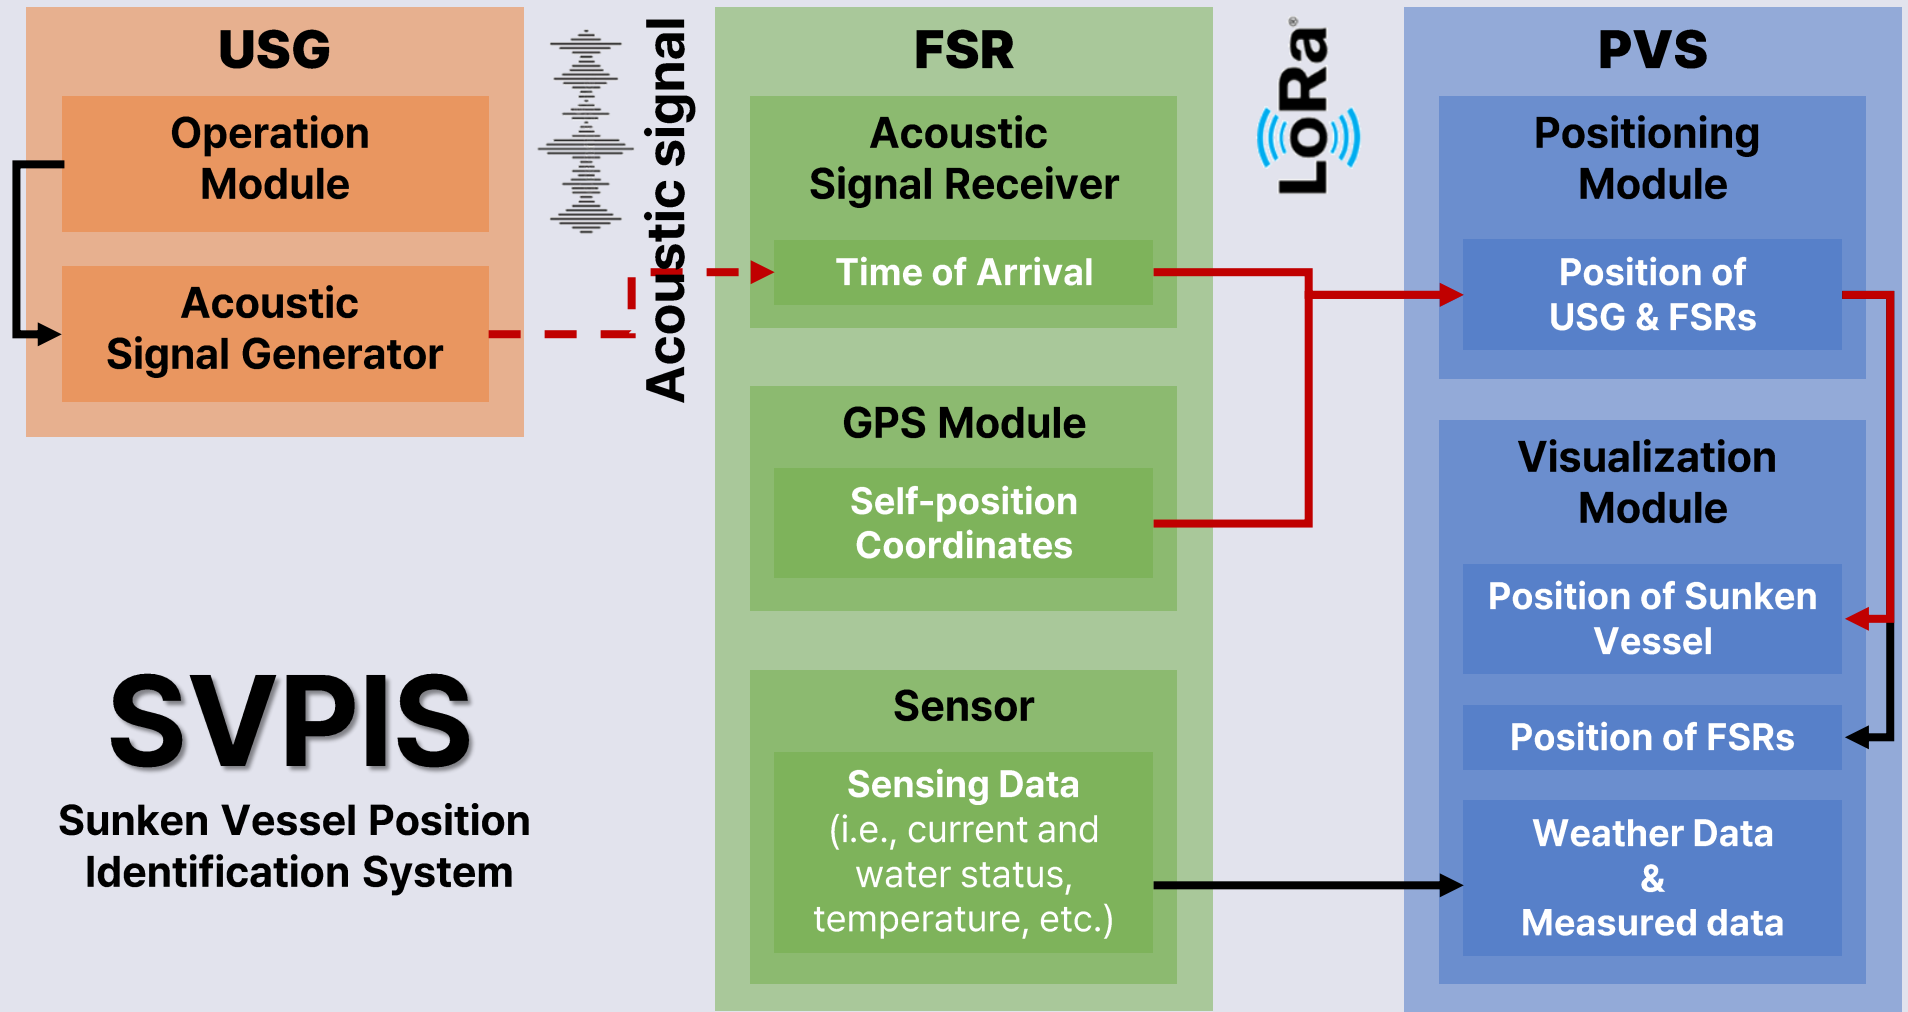 USG
Operation
Module
Acoustic
Signal Generator
Acoustic signal
FSR
Acoustic
Signal Receiver
Time of Arrival
GPS Module
Self-position
Coordinates
Sensor
Sensing Data
(i.e., current and
water status,
temperature, etc.)
LoRa®
PVS
Positioning
Module
Position of
USG & FSRs
Visualization
Module
Position of Sunken
Vessel
Position of FSRs
Weather Data
&
Measured data
SVPIS
Sunken Vessel Position
Identification System